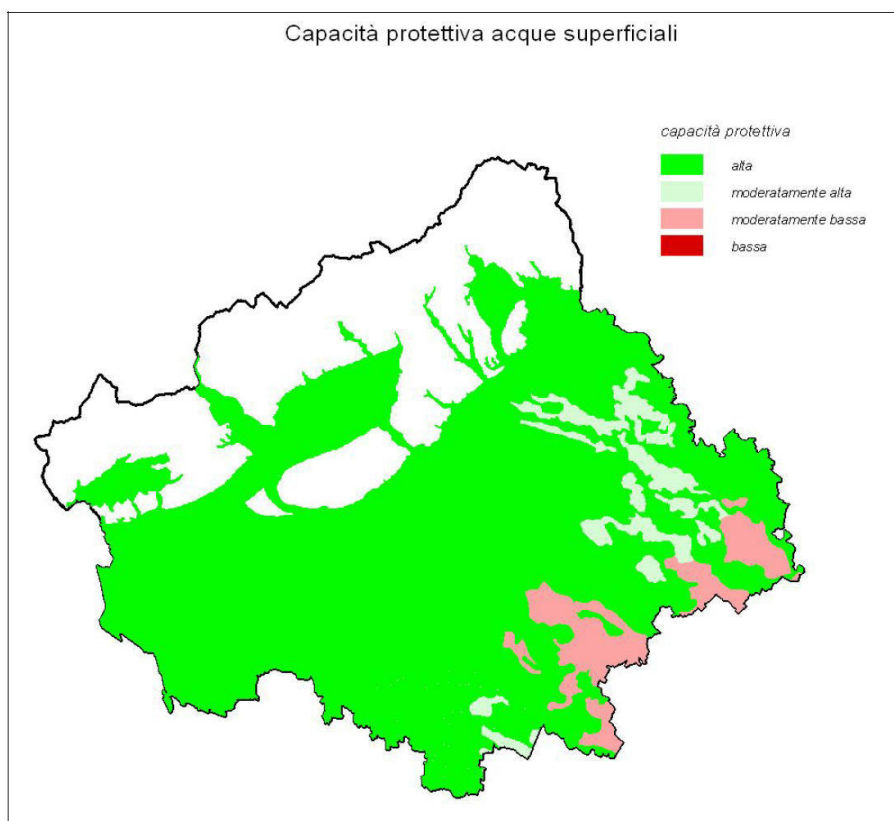 Capacità protettiva acque superficiali
capacità protettiva
alta
moderatamente alta
moderatamente bassa
bassa